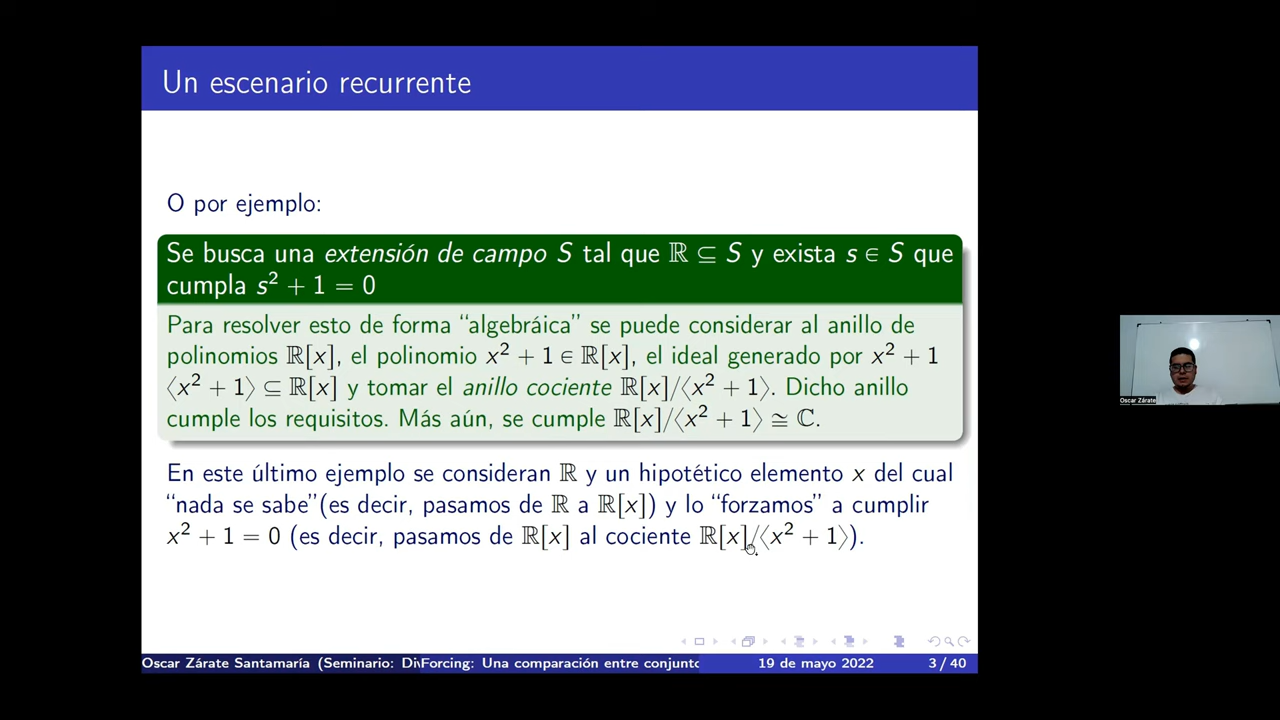 Un escenario recurrente
O por ejemplo:
Se busca una extensión de campo S tal que ℝ ⊆ S y exista s ∈ S que
cumpla s² + 1 = 0
Para resolver esto de forma “algebráica” se puede considerar al anillo de
polinomios ℝ[x], el polinomio x² + 1 ∈ ℝ[x], el ideal generado por x² + 1
⟨x² + 1⟩ ⊆ ℝ[x] y tomar el anillo cociente ℝ[x]/⟨x² + 1⟩. Dicho anillo
cumple los requisitos. Más aún, se cumple ℝ[x]/⟨x² + 1⟩ ≅ ℂ.
En este último ejemplo se consideran ℝ y un hipotético elemento x del cual
“nada se sabe”(es decir, pasamos de ℝ a ℝ[x]) y lo “forzamos” a cumplir
x² + 1 = 0 (es decir, pasamos de ℝ[x] al cociente ℝ[x]/⟨x² + 1⟩).
Oscar Zárate Santamaría (Seminario: DiForcing: Una comparación entre conjunto 19 de mayo 2022 3 / 40
Oscar Zárate